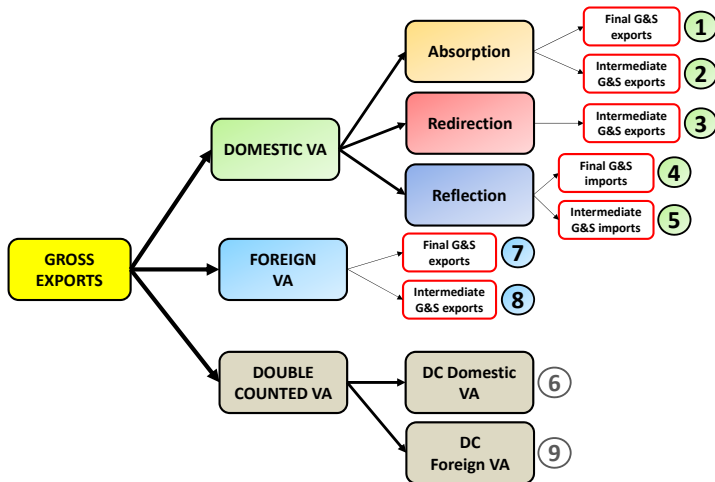 Final G&S
exports
1
Absorption
Intermediate
G&S exports
2
Redirection
Intermediate
G&S exports
3
DOMESTIC VA
Final G&S
imports
4
Reflection
Intermediate
G&S imports
5
GROSS
EXPORTS
FOREIGN
VA
Final G&S
exports
7
Intermediate
G&S exports
8
DOUBLE
COUNTED VA
DC Domestic
VA
6
DC
Foreign VA
9